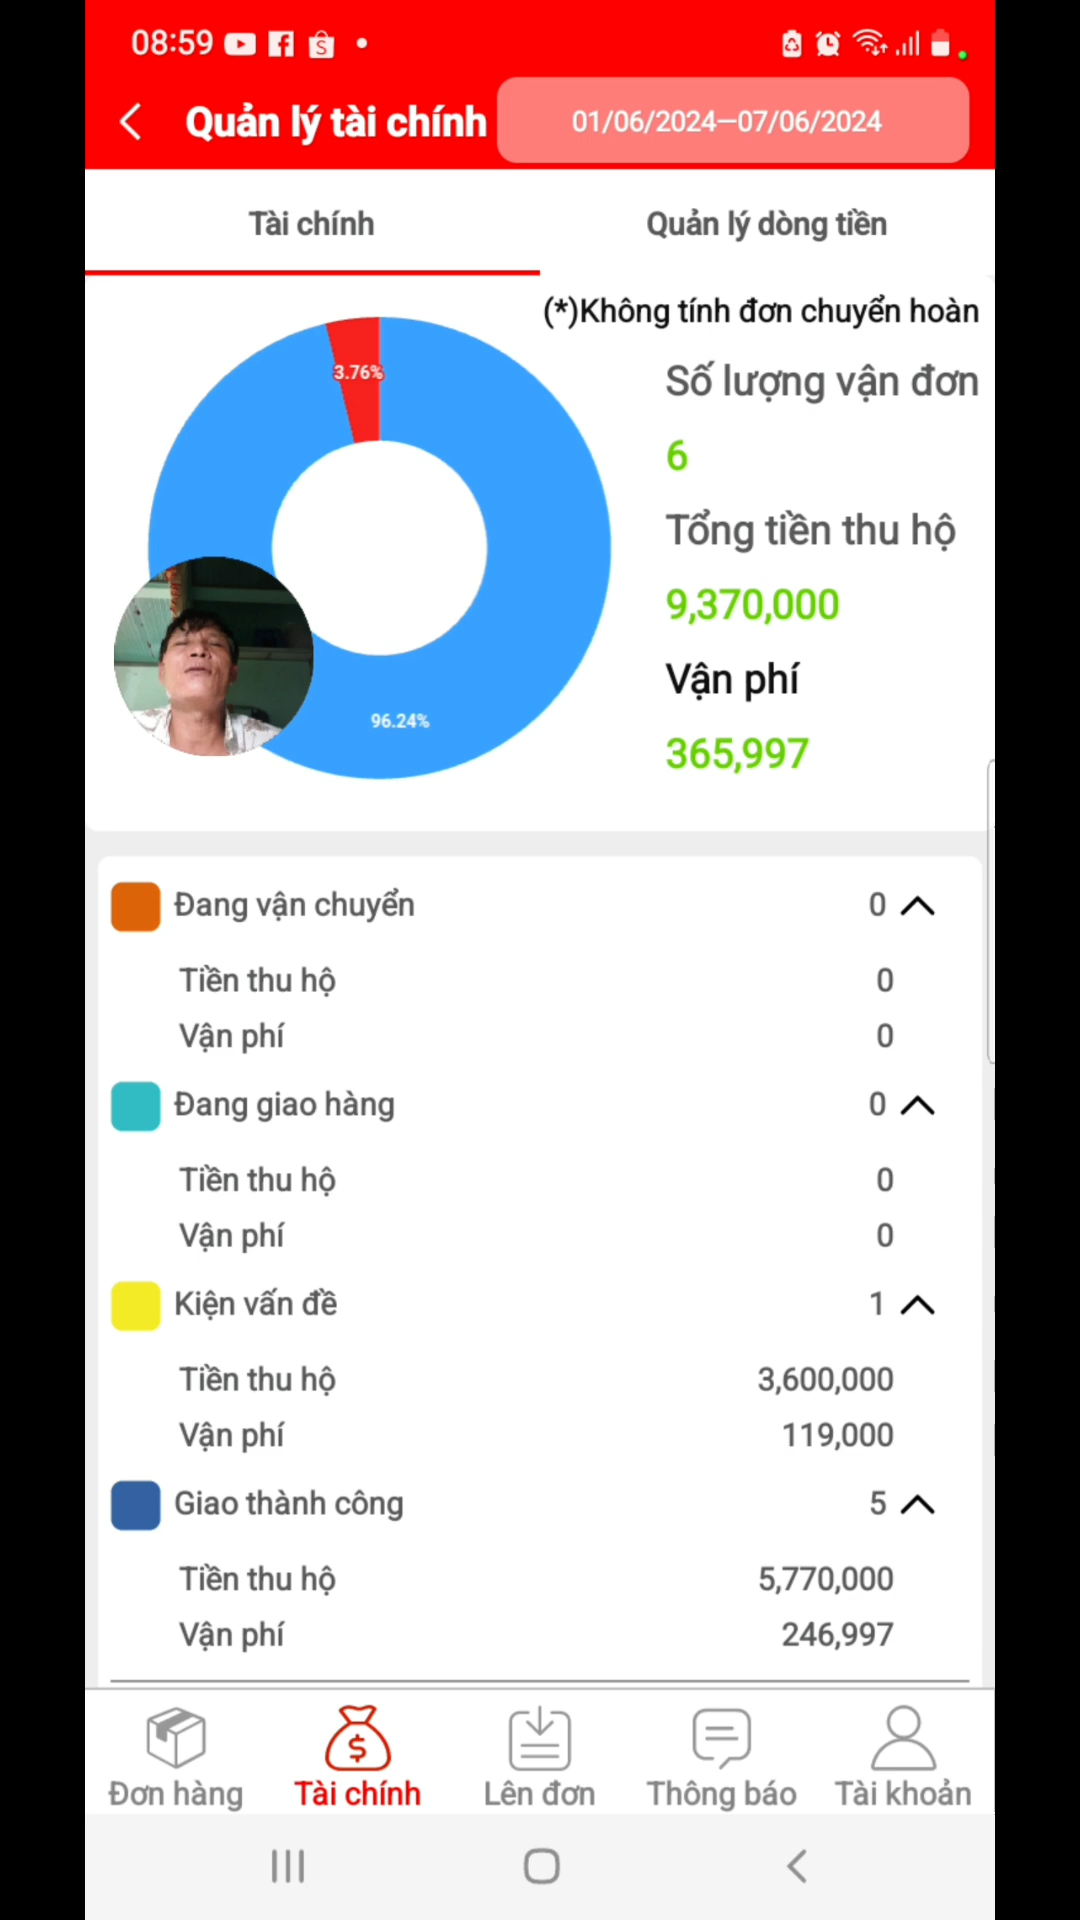 08:59
Quản lý tài chính
01/06/2024—07/06/2024
Tài chính
Quản lý dòng tiền
(*)Không tính đơn chuyển hoàn
3.76%
96.24%
Số lượng vận đơn
6
Tổng tiền thu hộ
9,370,000
Vận phí
365,997
Đang vận chuyển 0
Tiền thu hộ 0
Vận phí 0
Đang giao hàng 0
Tiền thu hộ 0
Vận phí 0
Kiện vấn đề 1
Tiền thu hộ 3,600,000
Vận phí 119,000
Giao thành công 5
Tiền thu hộ 5,770,000
Vận phí 246,997
Đơn hàng
Tài chính
Lên đơn
Thông báo
Tài khoản